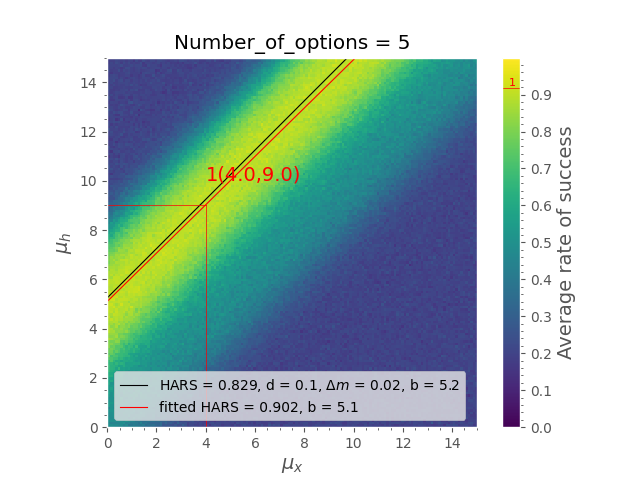 Number_of_options = 5
14
12
10
8
6
4
2
0
μh
1(4.0,9.0)
HARS = 0.829, d = 0.1, Δm = 0.02, b = 5.2
fitted HARS = 0.902, b = 5.1
0 2 4 6 8 10 12 14
μx
1
0.9
0.8
0.7
0.6
0.5
0.4
0.3
0.2
0.1
0.0
Average rate of success